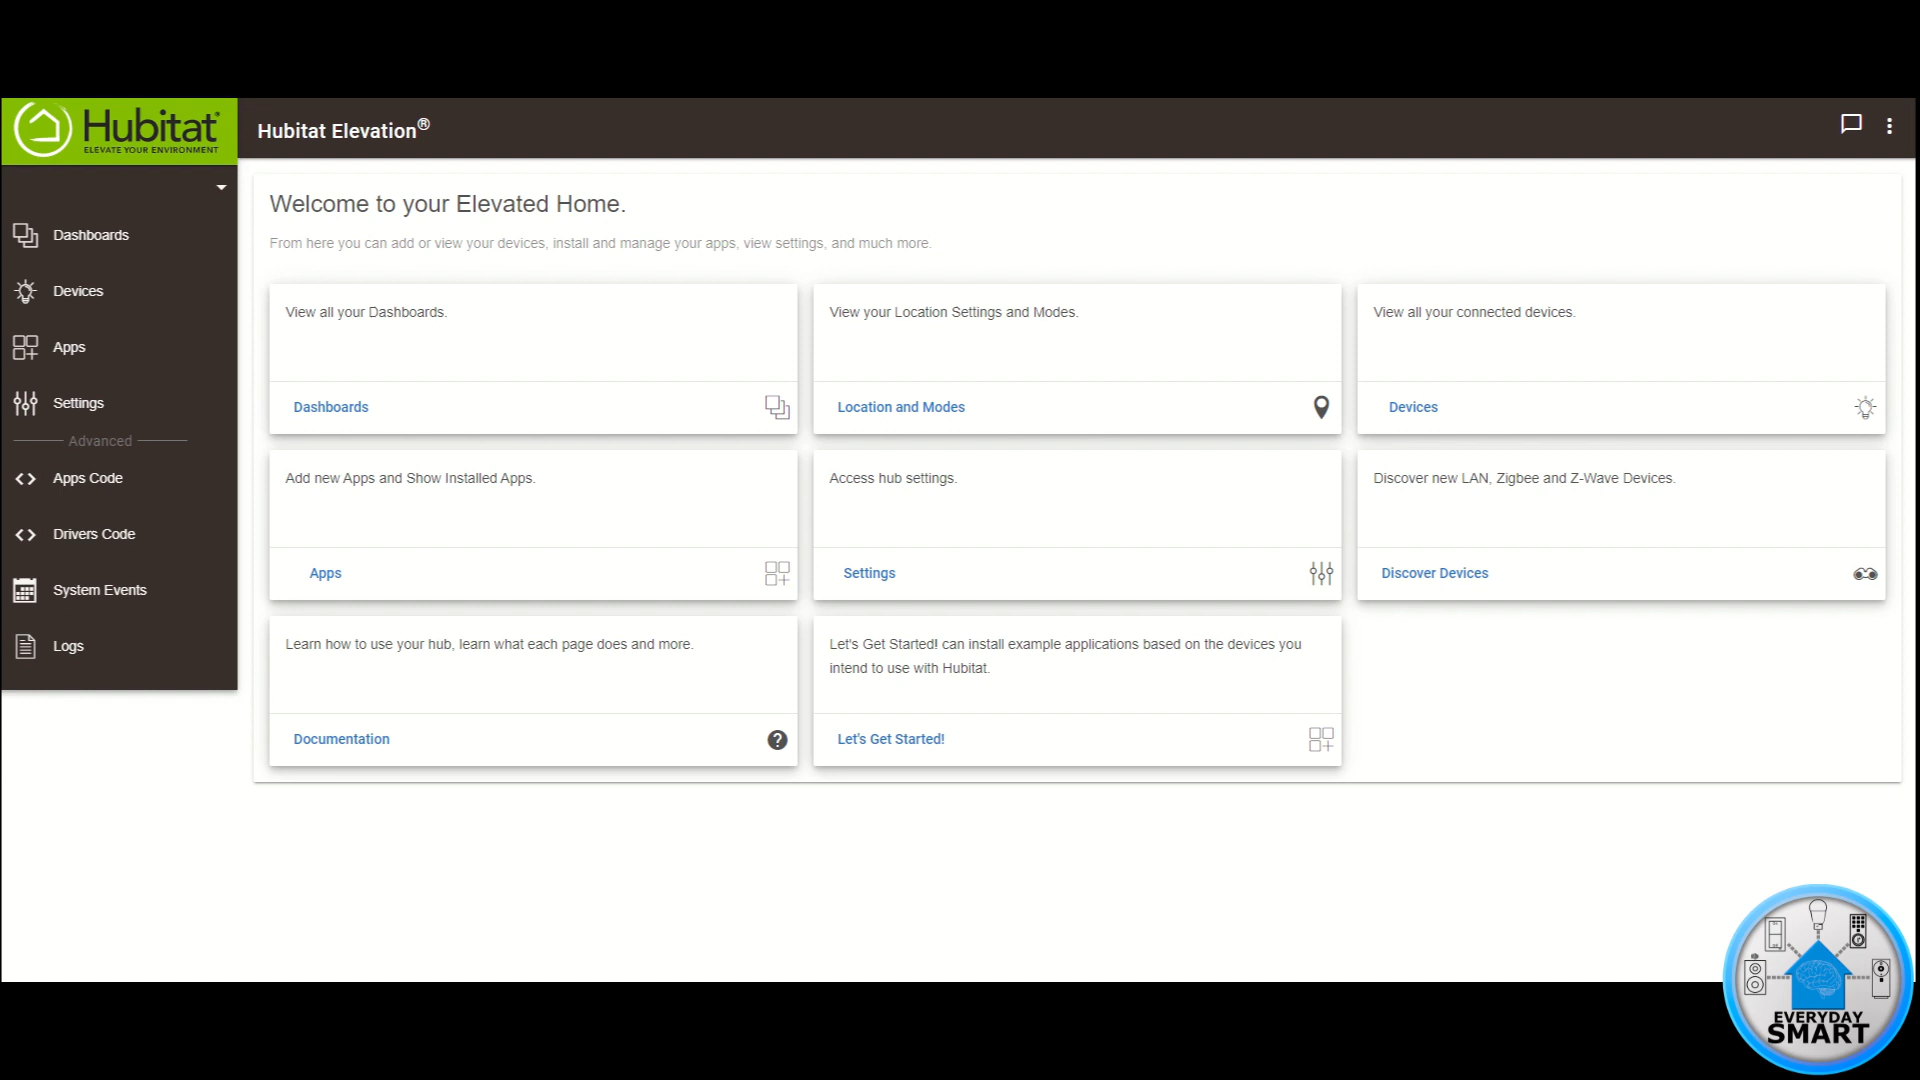 Hubitat®
ELEVATE YOUR ENVIRONMENT
Hubitat Elevation®
Dashboards
Devices
Apps
Settings
Advanced
Apps Code
Drivers Code
System Events
Logs
Welcome to your Elevated Home.
From here you can add or view your devices, install and manage your apps, view settings, and much more.
View all your Dashboards.
Dashboards
View your Location Settings and Modes.
Location and Modes
View all your connected devices.
Devices
Add new Apps and Show Installed Apps.
Apps
Access hub settings.
Settings
Discover new LAN, Zigbee and Z-Wave Devices.
Discover Devices
Learn how to use your hub, learn what each page does and more.
Documentation
Let's Get Started! can install example applications based on the devices you
intend to use with Hubitat.
Let's Get Started!
EVERYDAY
SMART